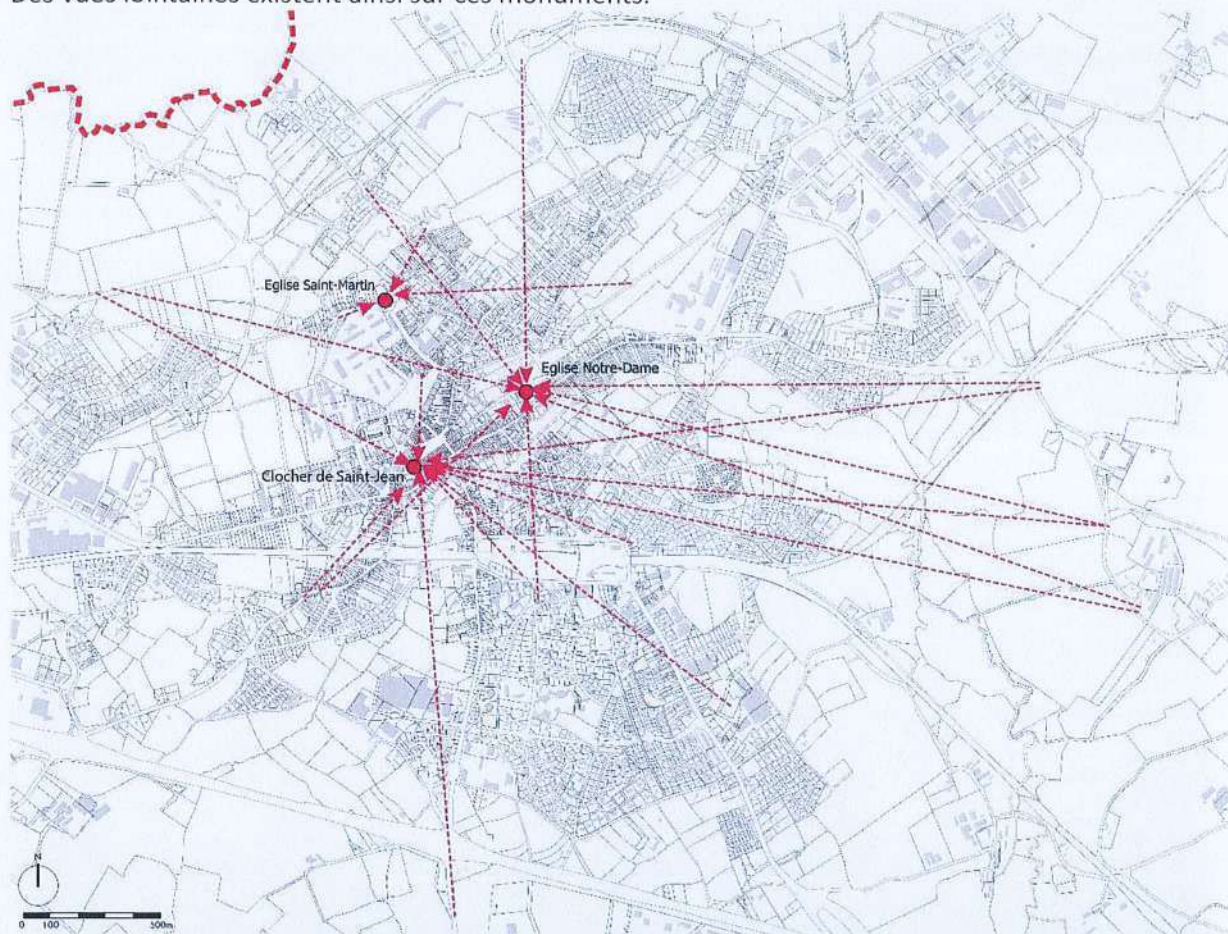 Des vues lointaines existent ainsi sur ces monuments.
Eglise Saint-Martin
Eglise Notre-Dame
Clocher de Saint-Jean
N
0 100 500m